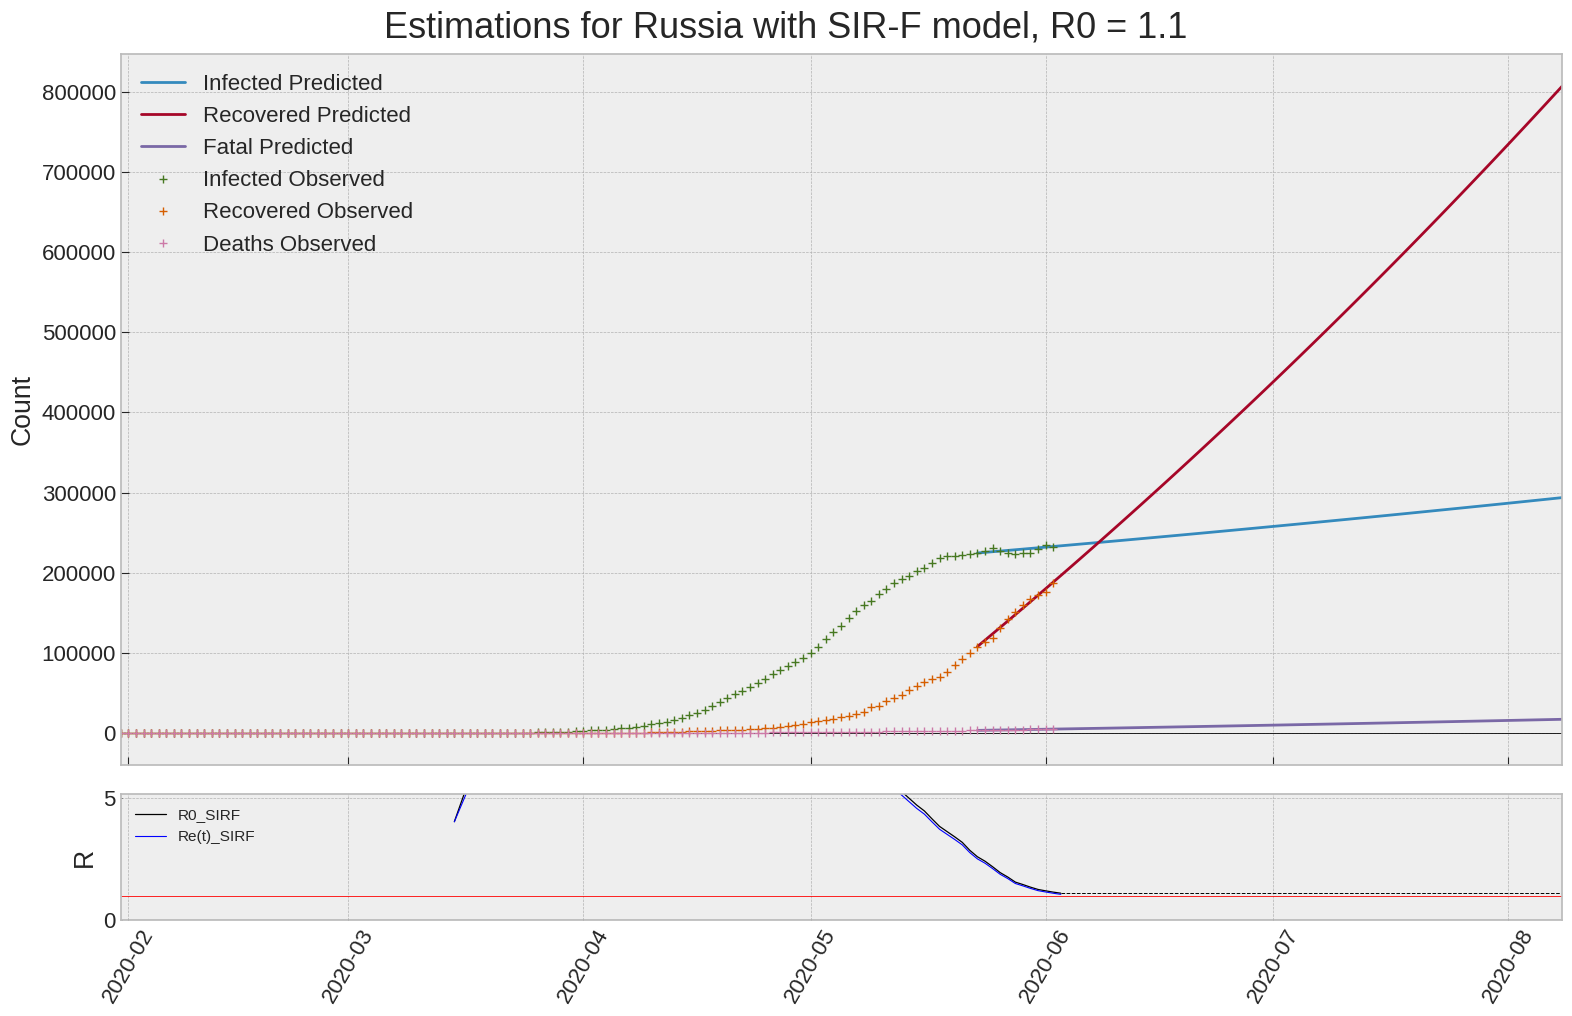 Estimations for Russia with SIR-F model, R0 = 1.1
Infected Predicted
Recovered Predicted
Fatal Predicted
Infected Observed
Recovered Observed
Deaths Observed
800000
700000
600000
500000
400000
300000
200000
100000
0
Count
R0_SIRF
Re(t)_SIRF
5
0
R
2020-02
2020-03
2020-04
2020-05
2020-06
2020-07
2020-08